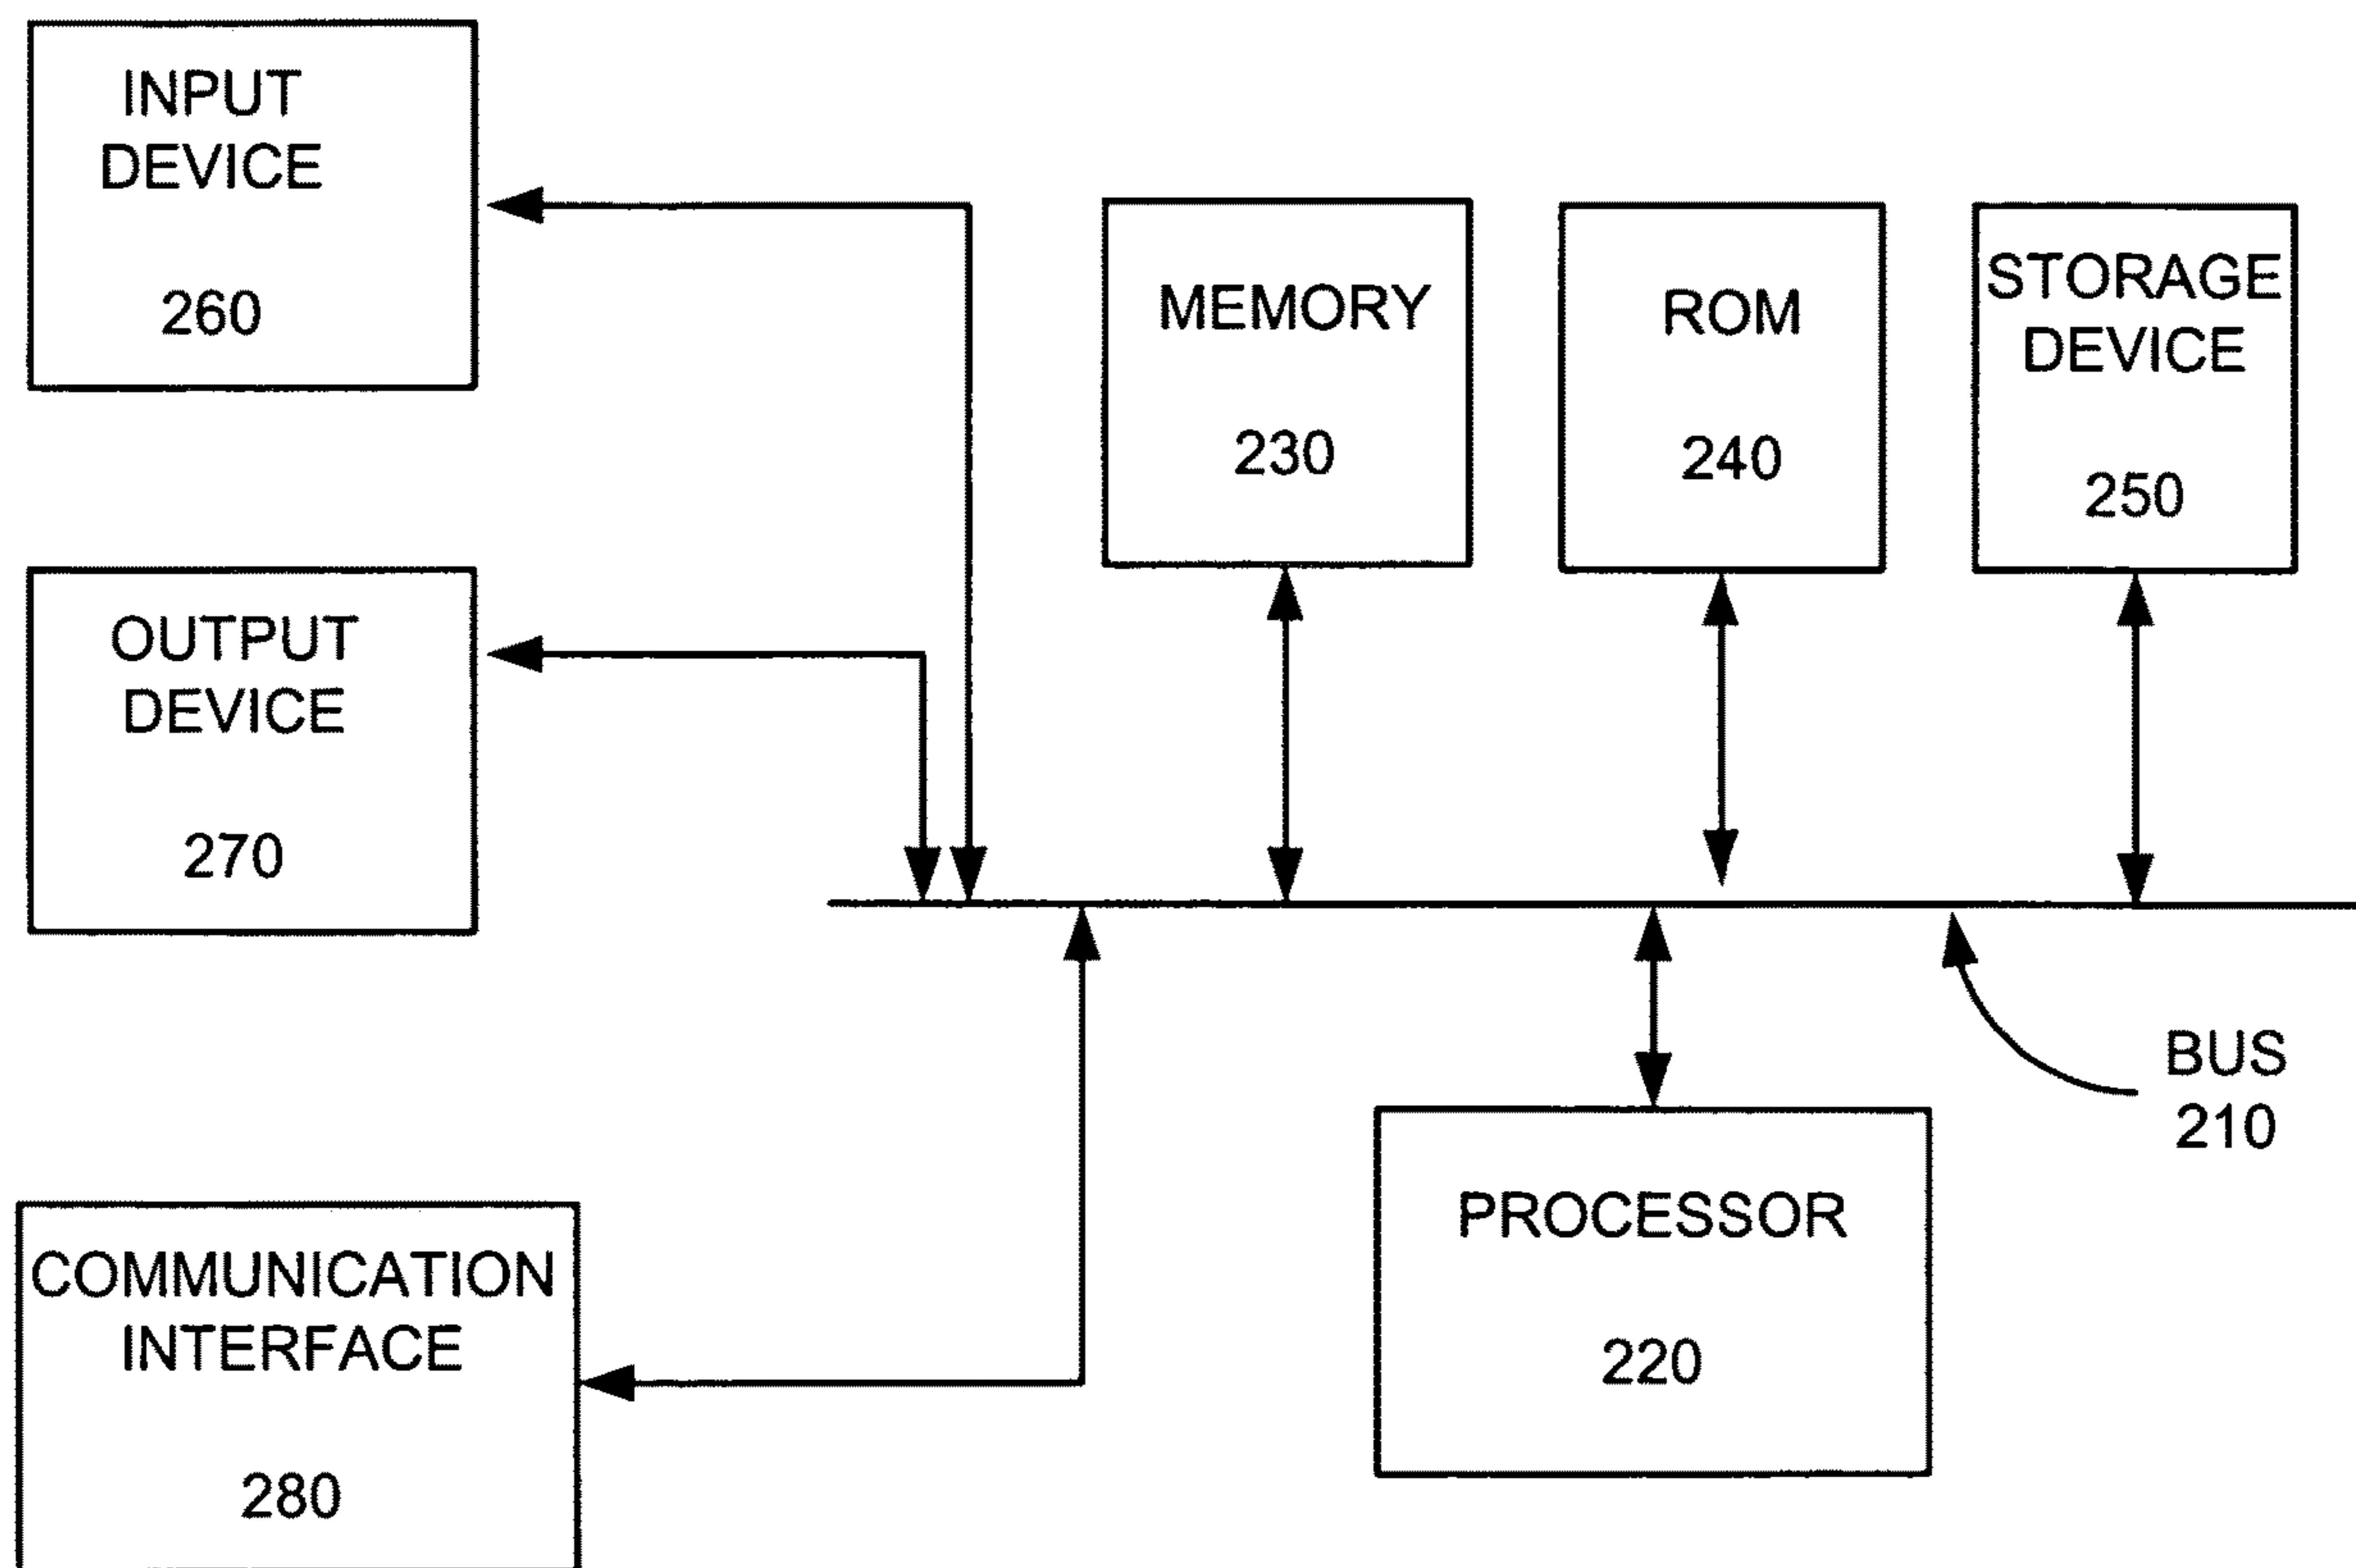 INPUT
DEVICE
260
OUTPUT
DEVICE
270
COMMUNICATION
INTERFACE
280
MEMORY
230
ROM
240
STORAGE
DEVICE
250
BUS
210
PROCESSOR
220